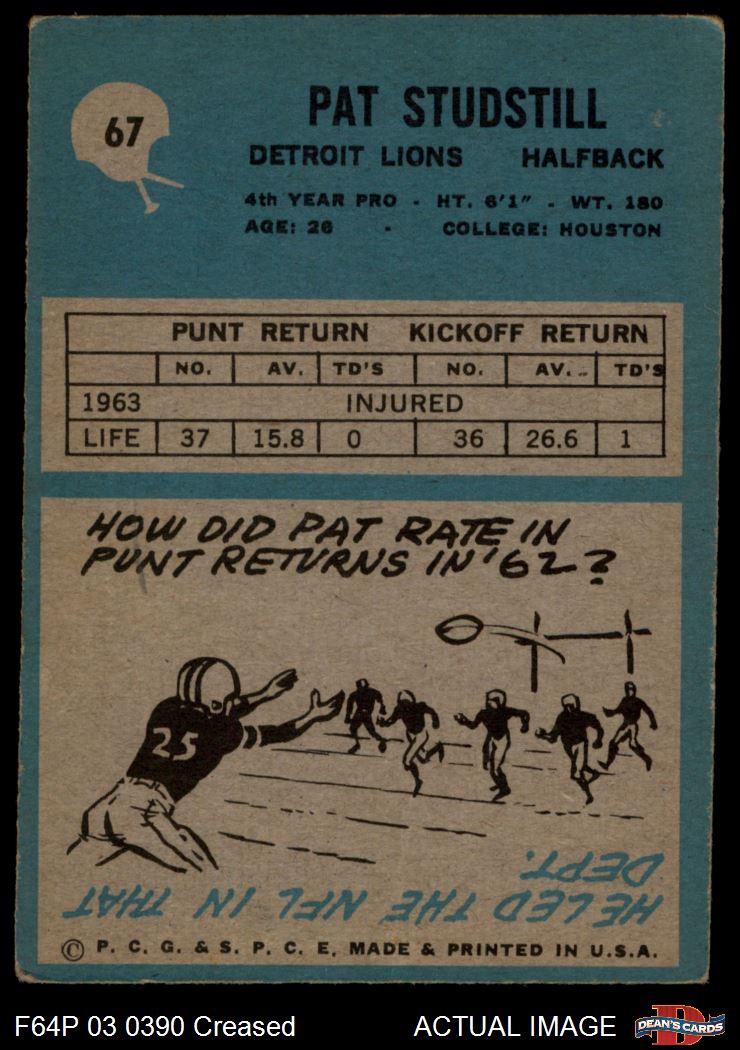 67
PAT STUDSTILL
DETROIT LIONS HALFBACK
4th YEAR PRO - HT. 6'1" - WT. 180
AGE: 26 - COLLEGE: HOUSTON
PUNT RETURN KICKOFF RETURN
NO. AV. TD'S NO. AV. TD'S
1963 INJURED
LIFE 37 15.8 0 36 26.6 1
HOW DID PAT RATE IN
PUNT RETURNS IN '62?
25
HE LED THE NFL IN THAT
DEPT.
© P. C. G. & S. P. C. E. MADE & PRINTED IN U.S.A.
F64P 03 0390 Creased ACTUAL IMAGE
D
DEAN'S CARDS